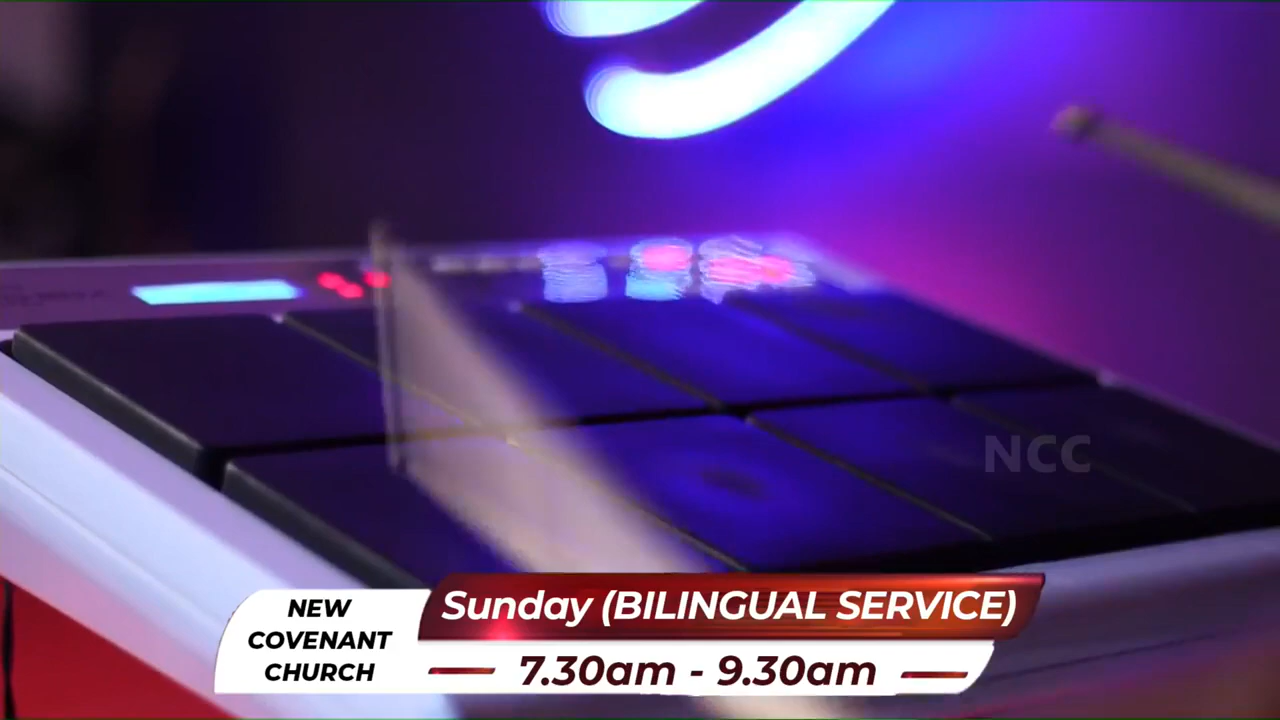 NCC
NEW
COVENANT
CHURCH
Sunday (BILINGUAL SERVICE)
7.30am - 9.30am